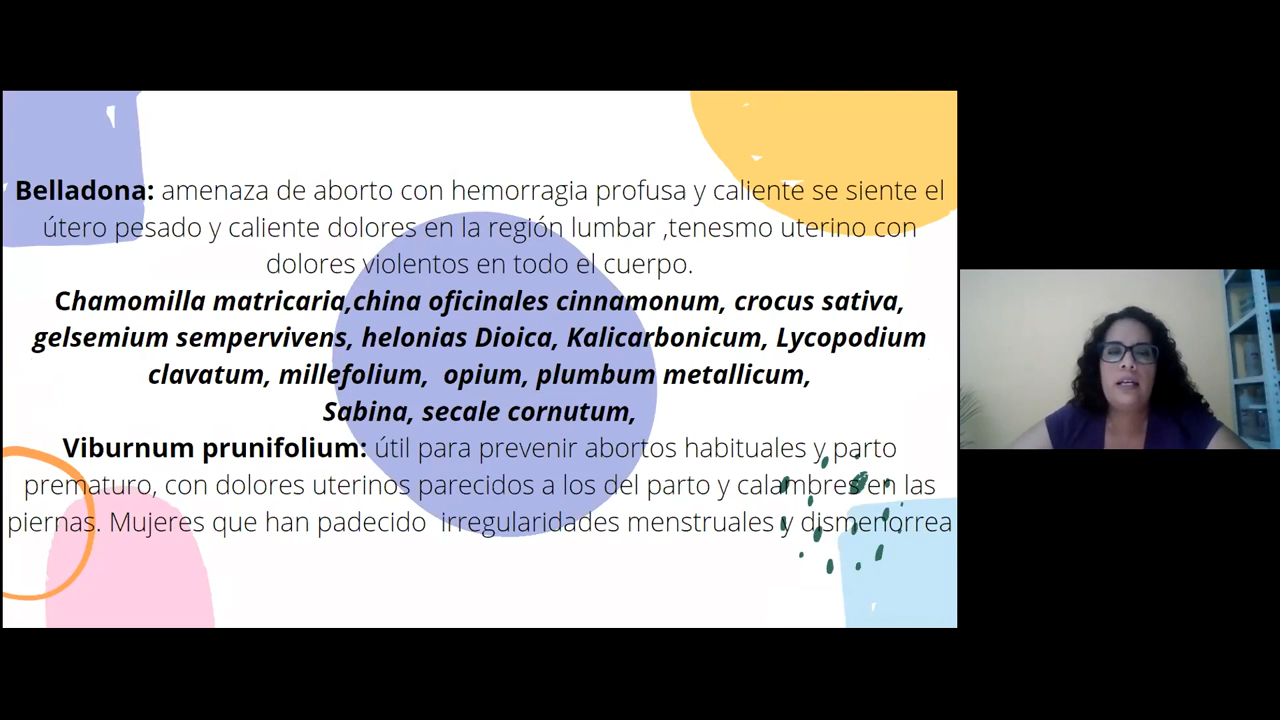 Belladona: amenaza de aborto con hemorragia profusa y caliente se siente el
útero pesado y caliente dolores en la región lumbar ,tenesmo uterino con
dolores violentos en todo el cuerpo.
Chamomilla matricaria,china oficinales cinnamonum, crocus sativa,
gelsemium sempervivens, helonias Dioica, Kalicarbonicum, Lycopodium
clavatum, millefolium, opium, plumbum metallicum,
Sabina, secale cornutum,
Viburnum prunifolium: útil para prevenir abortos habituales y parto
prematuro, con dolores uterinos parecidos a los del parto y calambres en las
piernas. Mujeres que han padecido irregularidades menstruales y dismenorrea